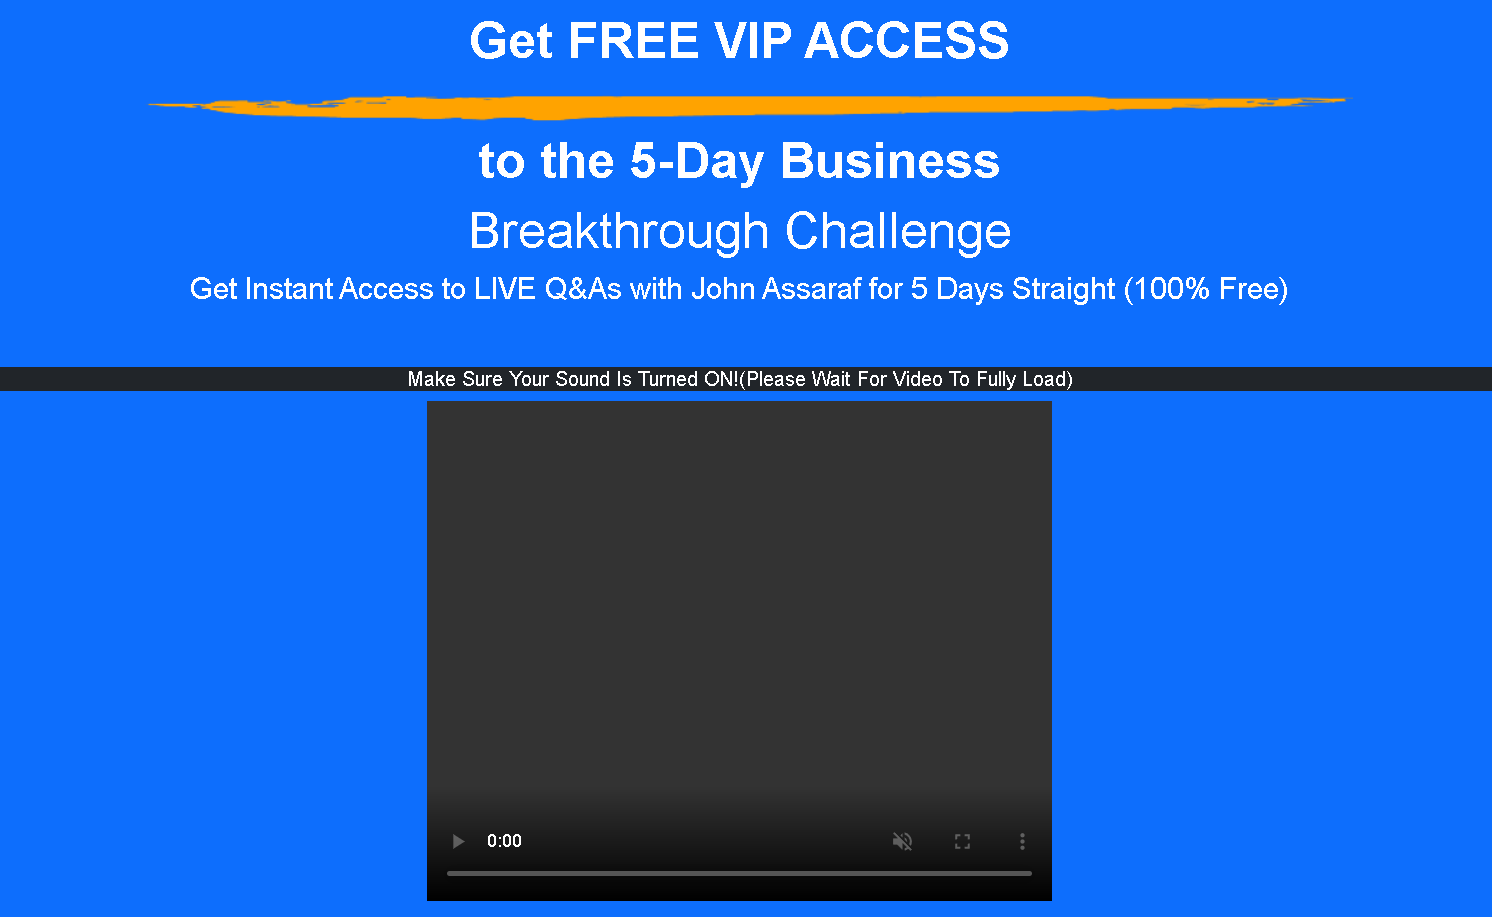 Get FREE VIP ACCESS
to the 5-Day Business
Breakthrough Challenge
Get Instant Access to LIVE Q&As with John Assaraf for 5 Days Straight (100% Free)
Make Sure Your Sound Is Turned ON!(Please Wait For Video To Fully Load)
0:00